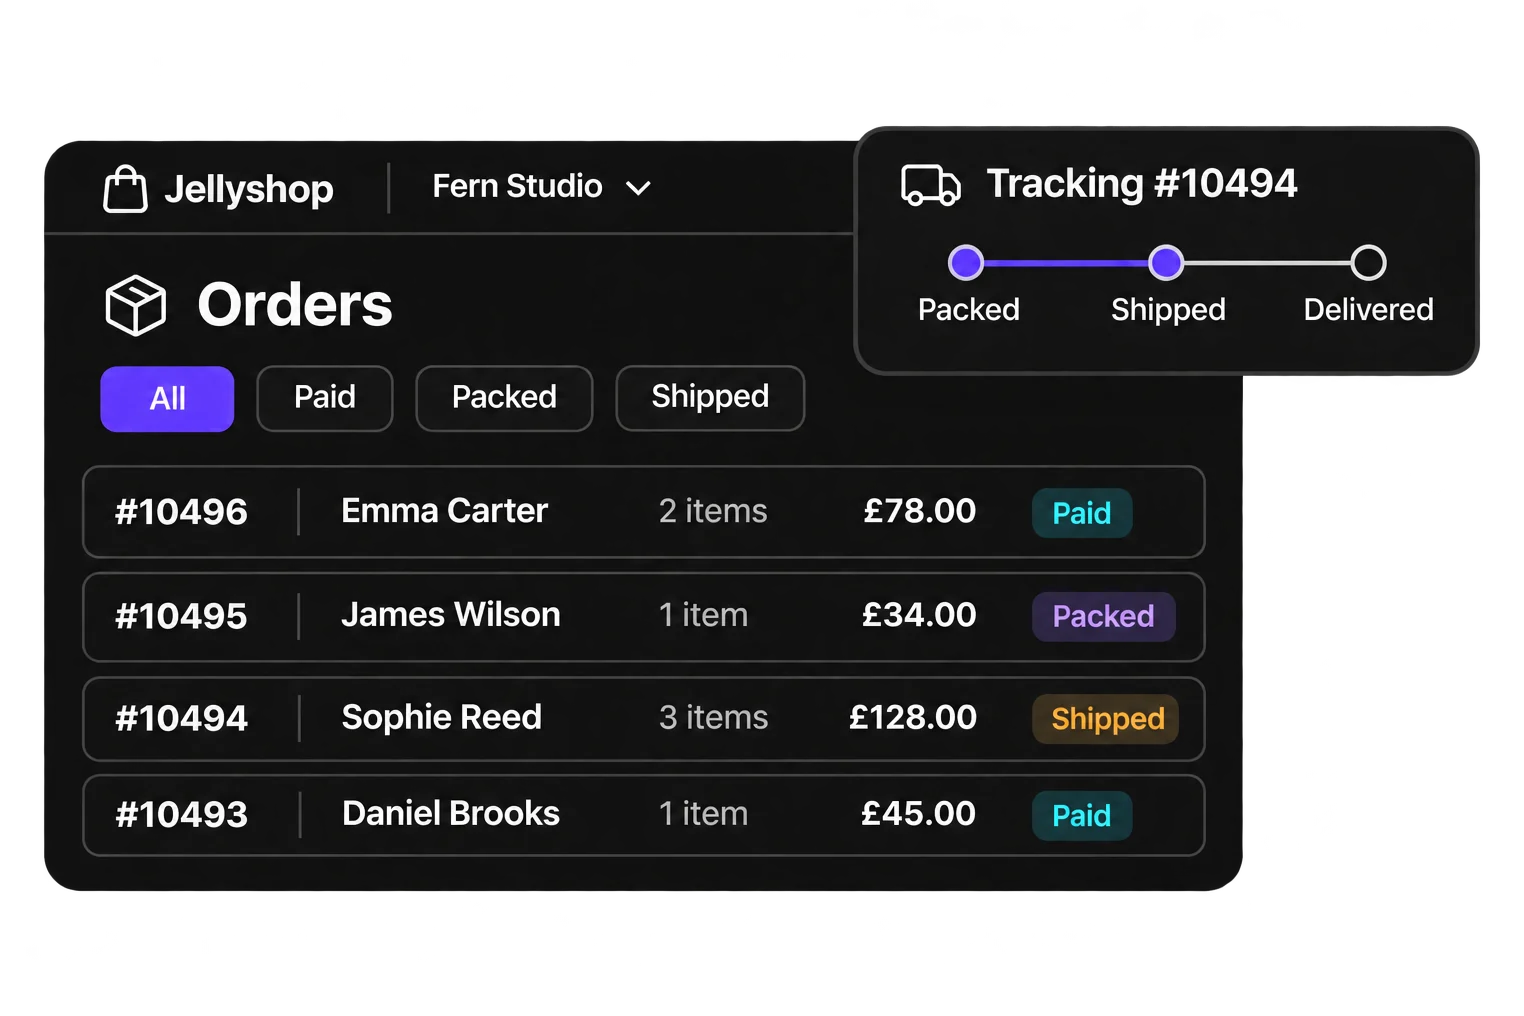 Jellyshop
Fern Studio
Tracking #10494
Packed
Shipped
Delivered
Orders
All
Paid
Packed
Shipped
#10496 Emma Carter 2 items £78.00 Paid
#10495 James Wilson 1 item £34.00 Packed
#10494 Sophie Reed 3 items £128.00 Shipped
#10493 Daniel Brooks 1 item £45.00 Paid